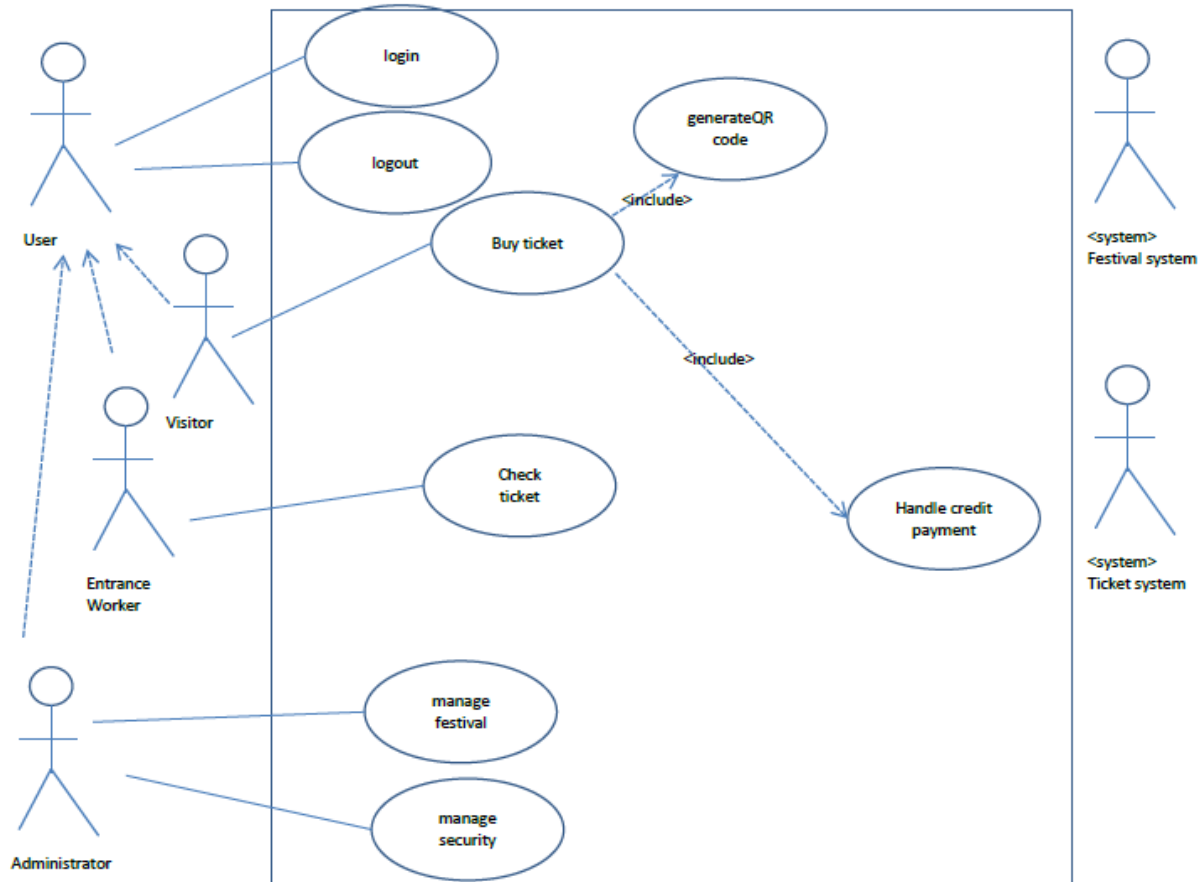 login
generateQR
code
logout
<include>
User
Buy ticket
<system>
Festival system
<include>
Visitor
Check
ticket
Handle credit
payment
<system>
Ticket system
Entrance
Worker
manage
festival
manage
security
Administrator